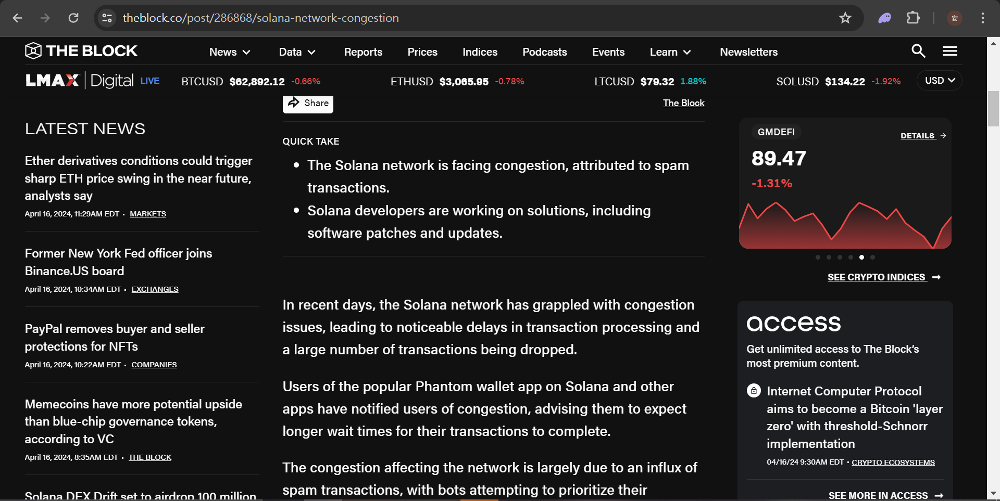 theblock.co/post/286868/solana-network-congestion
安
THE BLOCK
News
Data
Reports
Prices
Indices
Podcasts
Events
Learn
Newsletters
LMAX Digital LIVE
BTCUSD $62,892.12 -0.66%
ETHUSD $3,065.95 -0.78%
LTCUSD $79.32 1.88%
SOLUSD $134.22 -1.92%
USD
LATEST NEWS
Ether derivatives conditions could trigger
sharp ETH price swing in the near future,
analysts say
April 16, 2024, 11:29AM EDT • MARKETS
Former New York Fed officer joins
Binance.US board
April 16, 2024, 10:34AM EDT • EXCHANGES
PayPal removes buyer and seller
protections for NFTs
April 16, 2024, 10:22AM EDT • COMPANIES
Memecoins have more potential upside
than blue-chip governance tokens,
according to VC
April 16, 2024, 8:35AM EDT • THE BLOCK
Solana DEX Drift set to airdrop 100 million
Share
The Block
QUICK TAKE
• The Solana network is facing congestion, attributed to spam
transactions.
• Solana developers are working on solutions, including
software patches and updates.
In recent days, the Solana network has grappled with congestion
issues, leading to noticeable delays in transaction processing and
a large number of transactions being dropped.
Users of the popular Phantom wallet app on Solana and other
apps have notified users of congestion, advising them to expect
longer wait times for their transactions to complete.
The congestion affecting the network is largely due to an influx of
spam transactions, with bots attempting to prioritize their
GMDEFI
DETAILS →
89.47
-1.31%
SEE CRYPTO INDICES →
access
Get unlimited access to The Block’s
most premium content.
Internet Computer Protocol
aims to become a Bitcoin 'layer
zero' with threshold-Schnorr
implementation
04/16/24 9:30AM EDT • CRYPTO ECOSYSTEMS
SEE MORE IN ACCESS →